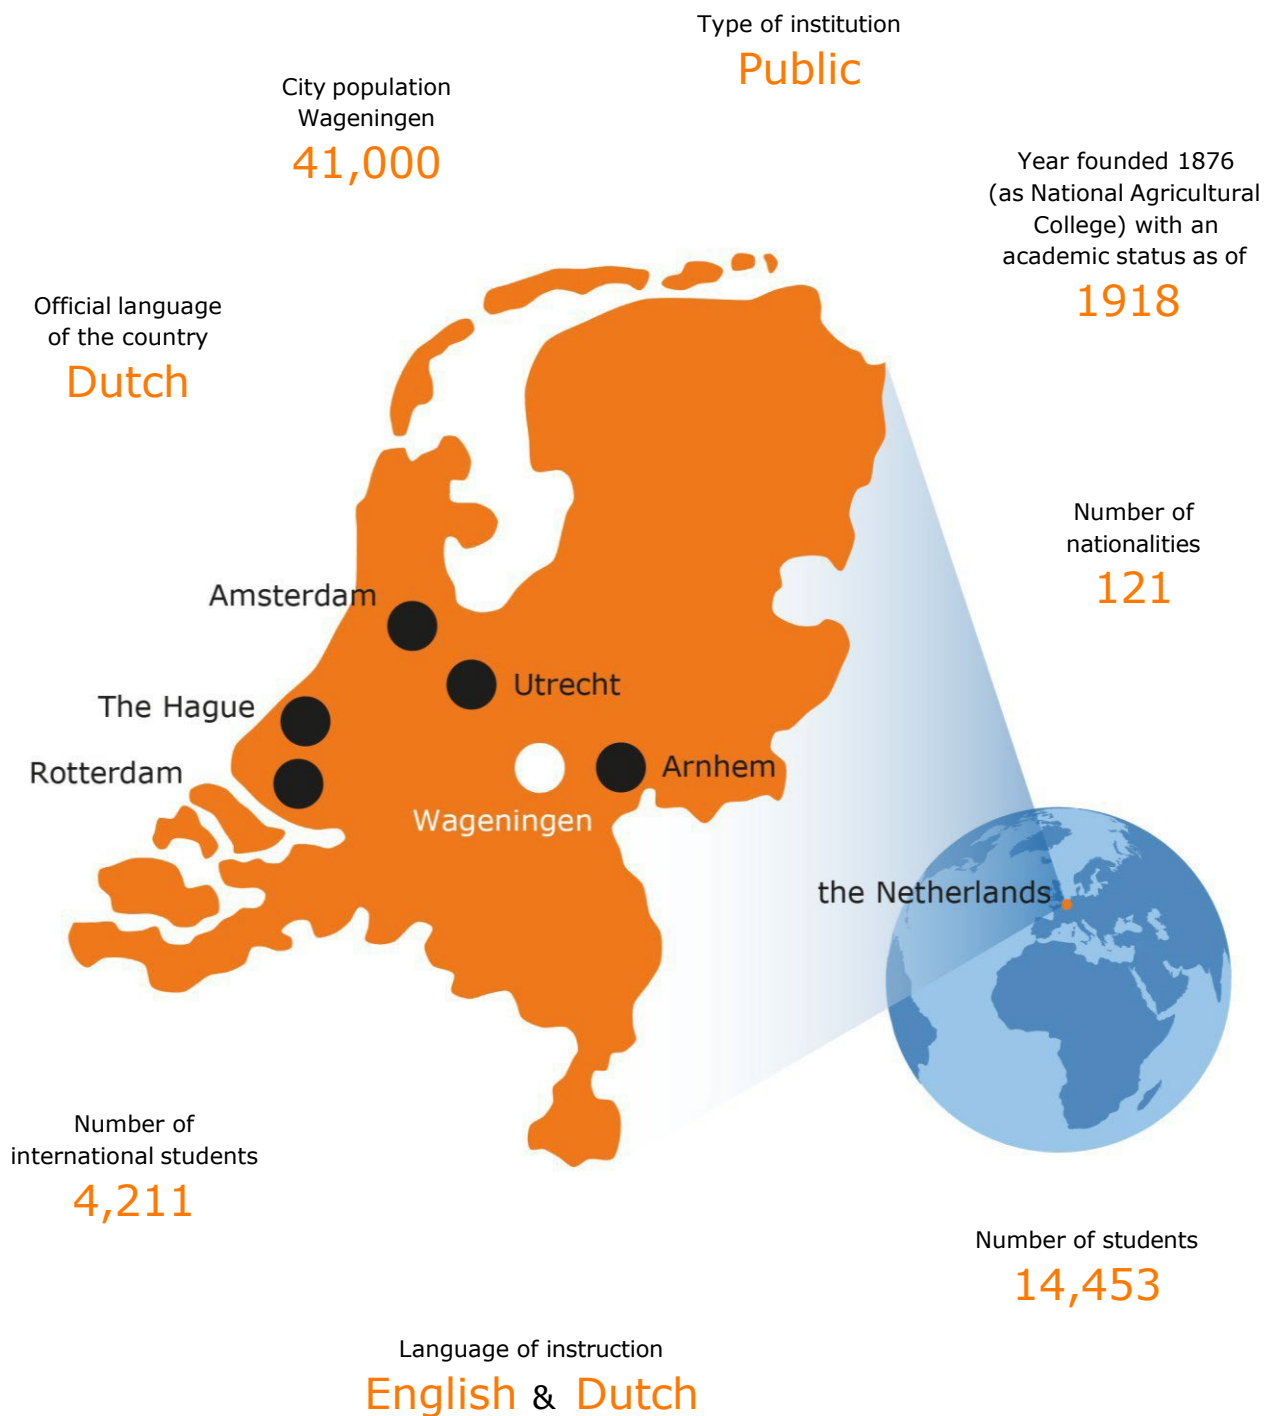 Type of institution
Public
City population
Wageningen
41,000
Year founded 1876
(as National Agricultural
College) with an
academic status as of
1918
Official language
of the country
Dutch
Number of
nationalities
121
Amsterdam
Utrecht
The Hague
Rotterdam
Arnhem
Wageningen
the Netherlands
Number of
international students
4,211
Number of students
14,453
Language of instruction
English & Dutch